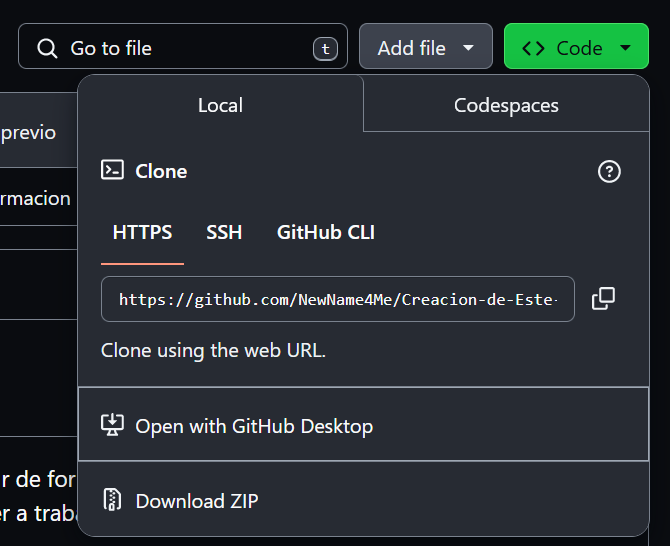 Go to file
t
Add file
Code
Local
Codespaces
previo
Clone
rmacion
HTTPS
SSH
GitHub CLI
https://github.com/NewName4Me/Creacion-de-Este-
Clone using the web URL.
Open with GitHub Desktop
r de for
Download ZIP
er a traba